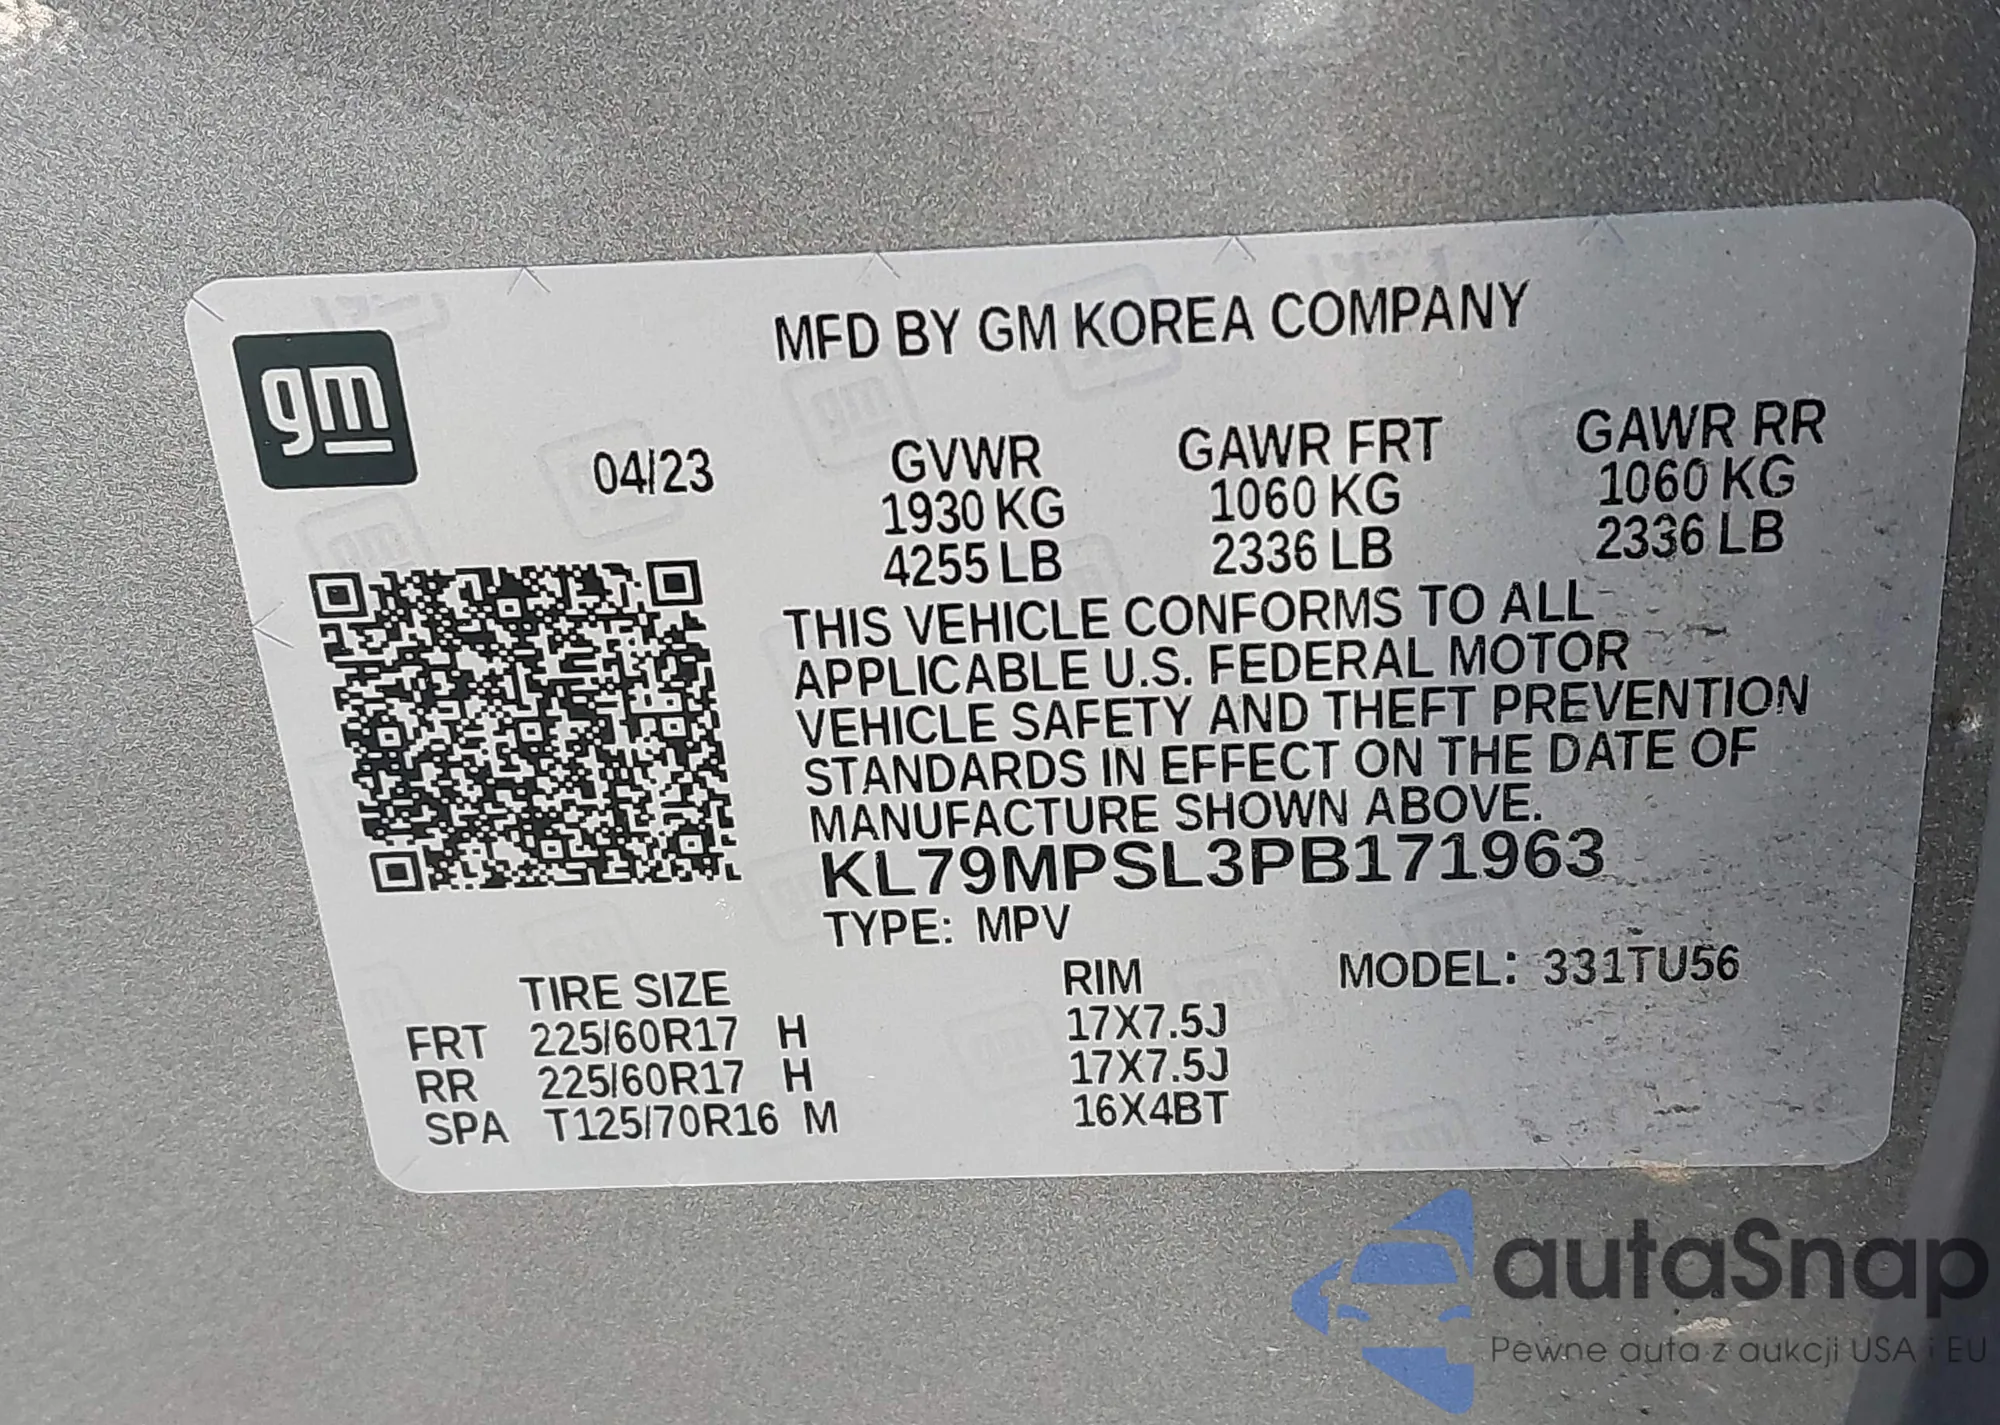 gm
MFD BY GM KOREA COMPANY
04/23
GVWR GAWR FRT GAWR RR
1930 KG 1060 KG 1060 KG
4255 LB 2336 LB 2336 LB
THIS VEHICLE CONFORMS TO ALL
APPLICABLE U.S. FEDERAL MOTOR
VEHICLE SAFETY AND THEFT PREVENTION
STANDARDS IN EFFECT ON THE DATE OF
MANUFACTURE SHOWN ABOVE.
KL79MPSL3PB171963
TYPE: MPV
MODEL: 331TU56
TIRE SIZE RIM
FRT 225/60R17 H 17X7.5J
RR 225/60R17 H 17X7.5J
SPA T125/70R16 M 16X4BT
autaSnap
Pewne auta z aukcji USA i EU